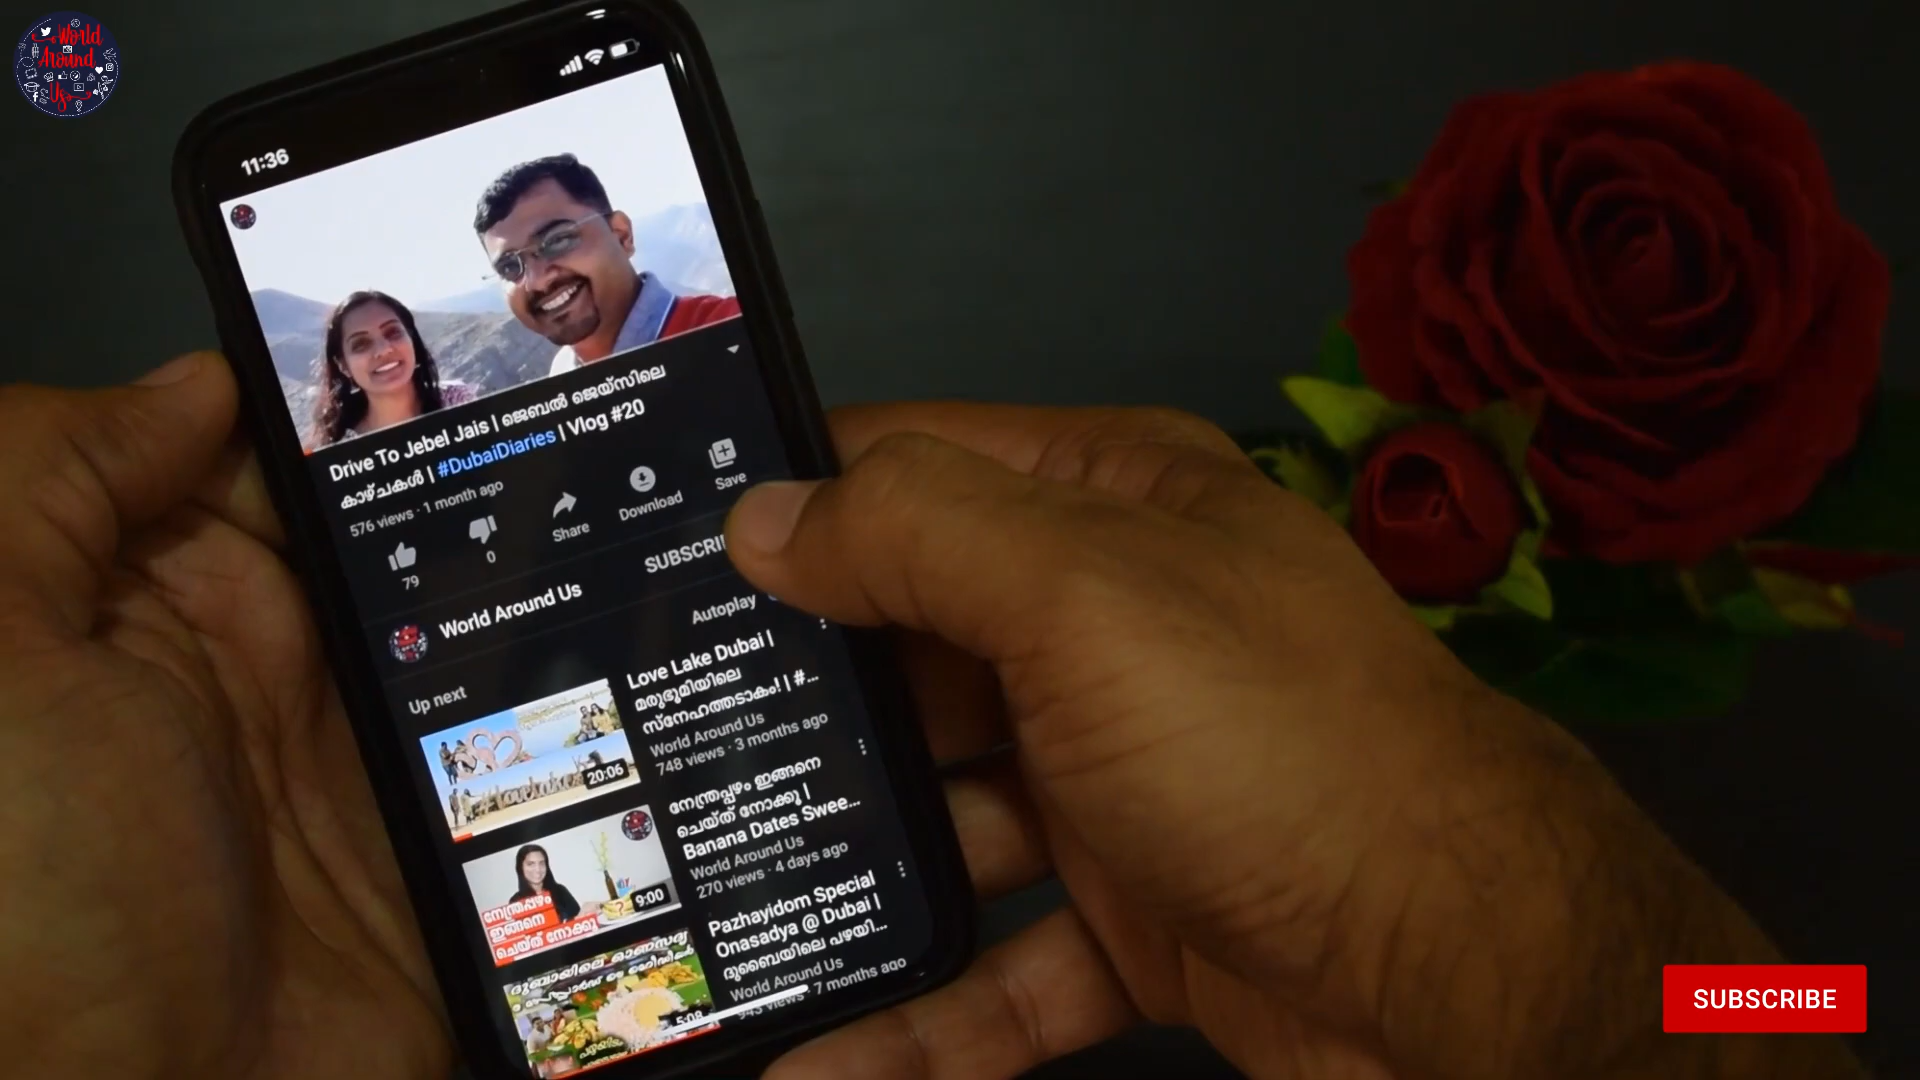 World
Around
Us
11:36
Drive To Jebel Jais | ജെബൽ ജെയ്സിലെ
കാഴ്ചകൾ | #DubaiDiaries | Vlog #20
576 views · 1 month ago
79
0
Share
Download
Save
World Around Us
SUBSCRI
Autoplay
Up next
20:06
Love Lake Dubai |
മരുഭൂമിയിലെ
സ്നേഹത്തടാകം! | #...
World Around Us
748 views · 3 months ago
നേന്ത്രപ്പഴം
ഇങ്ങനെ
ചെയ്ത് നോക്കൂ
9:00
നേന്ത്രപ്പഴം ഇങ്ങനെ
ചെയ്ത് നോക്കൂ |
Banana Dates Swee...
World Around Us
270 views · 4 days ago
ദുബായിലെ ഓണസദ്യ
5:08
Pazhayidom Special
Onasadya @ Dubai |
ദുബൈയിലെ പഴയി...
World Around Us
943 views · 7 months ago
SUBSCRIBE